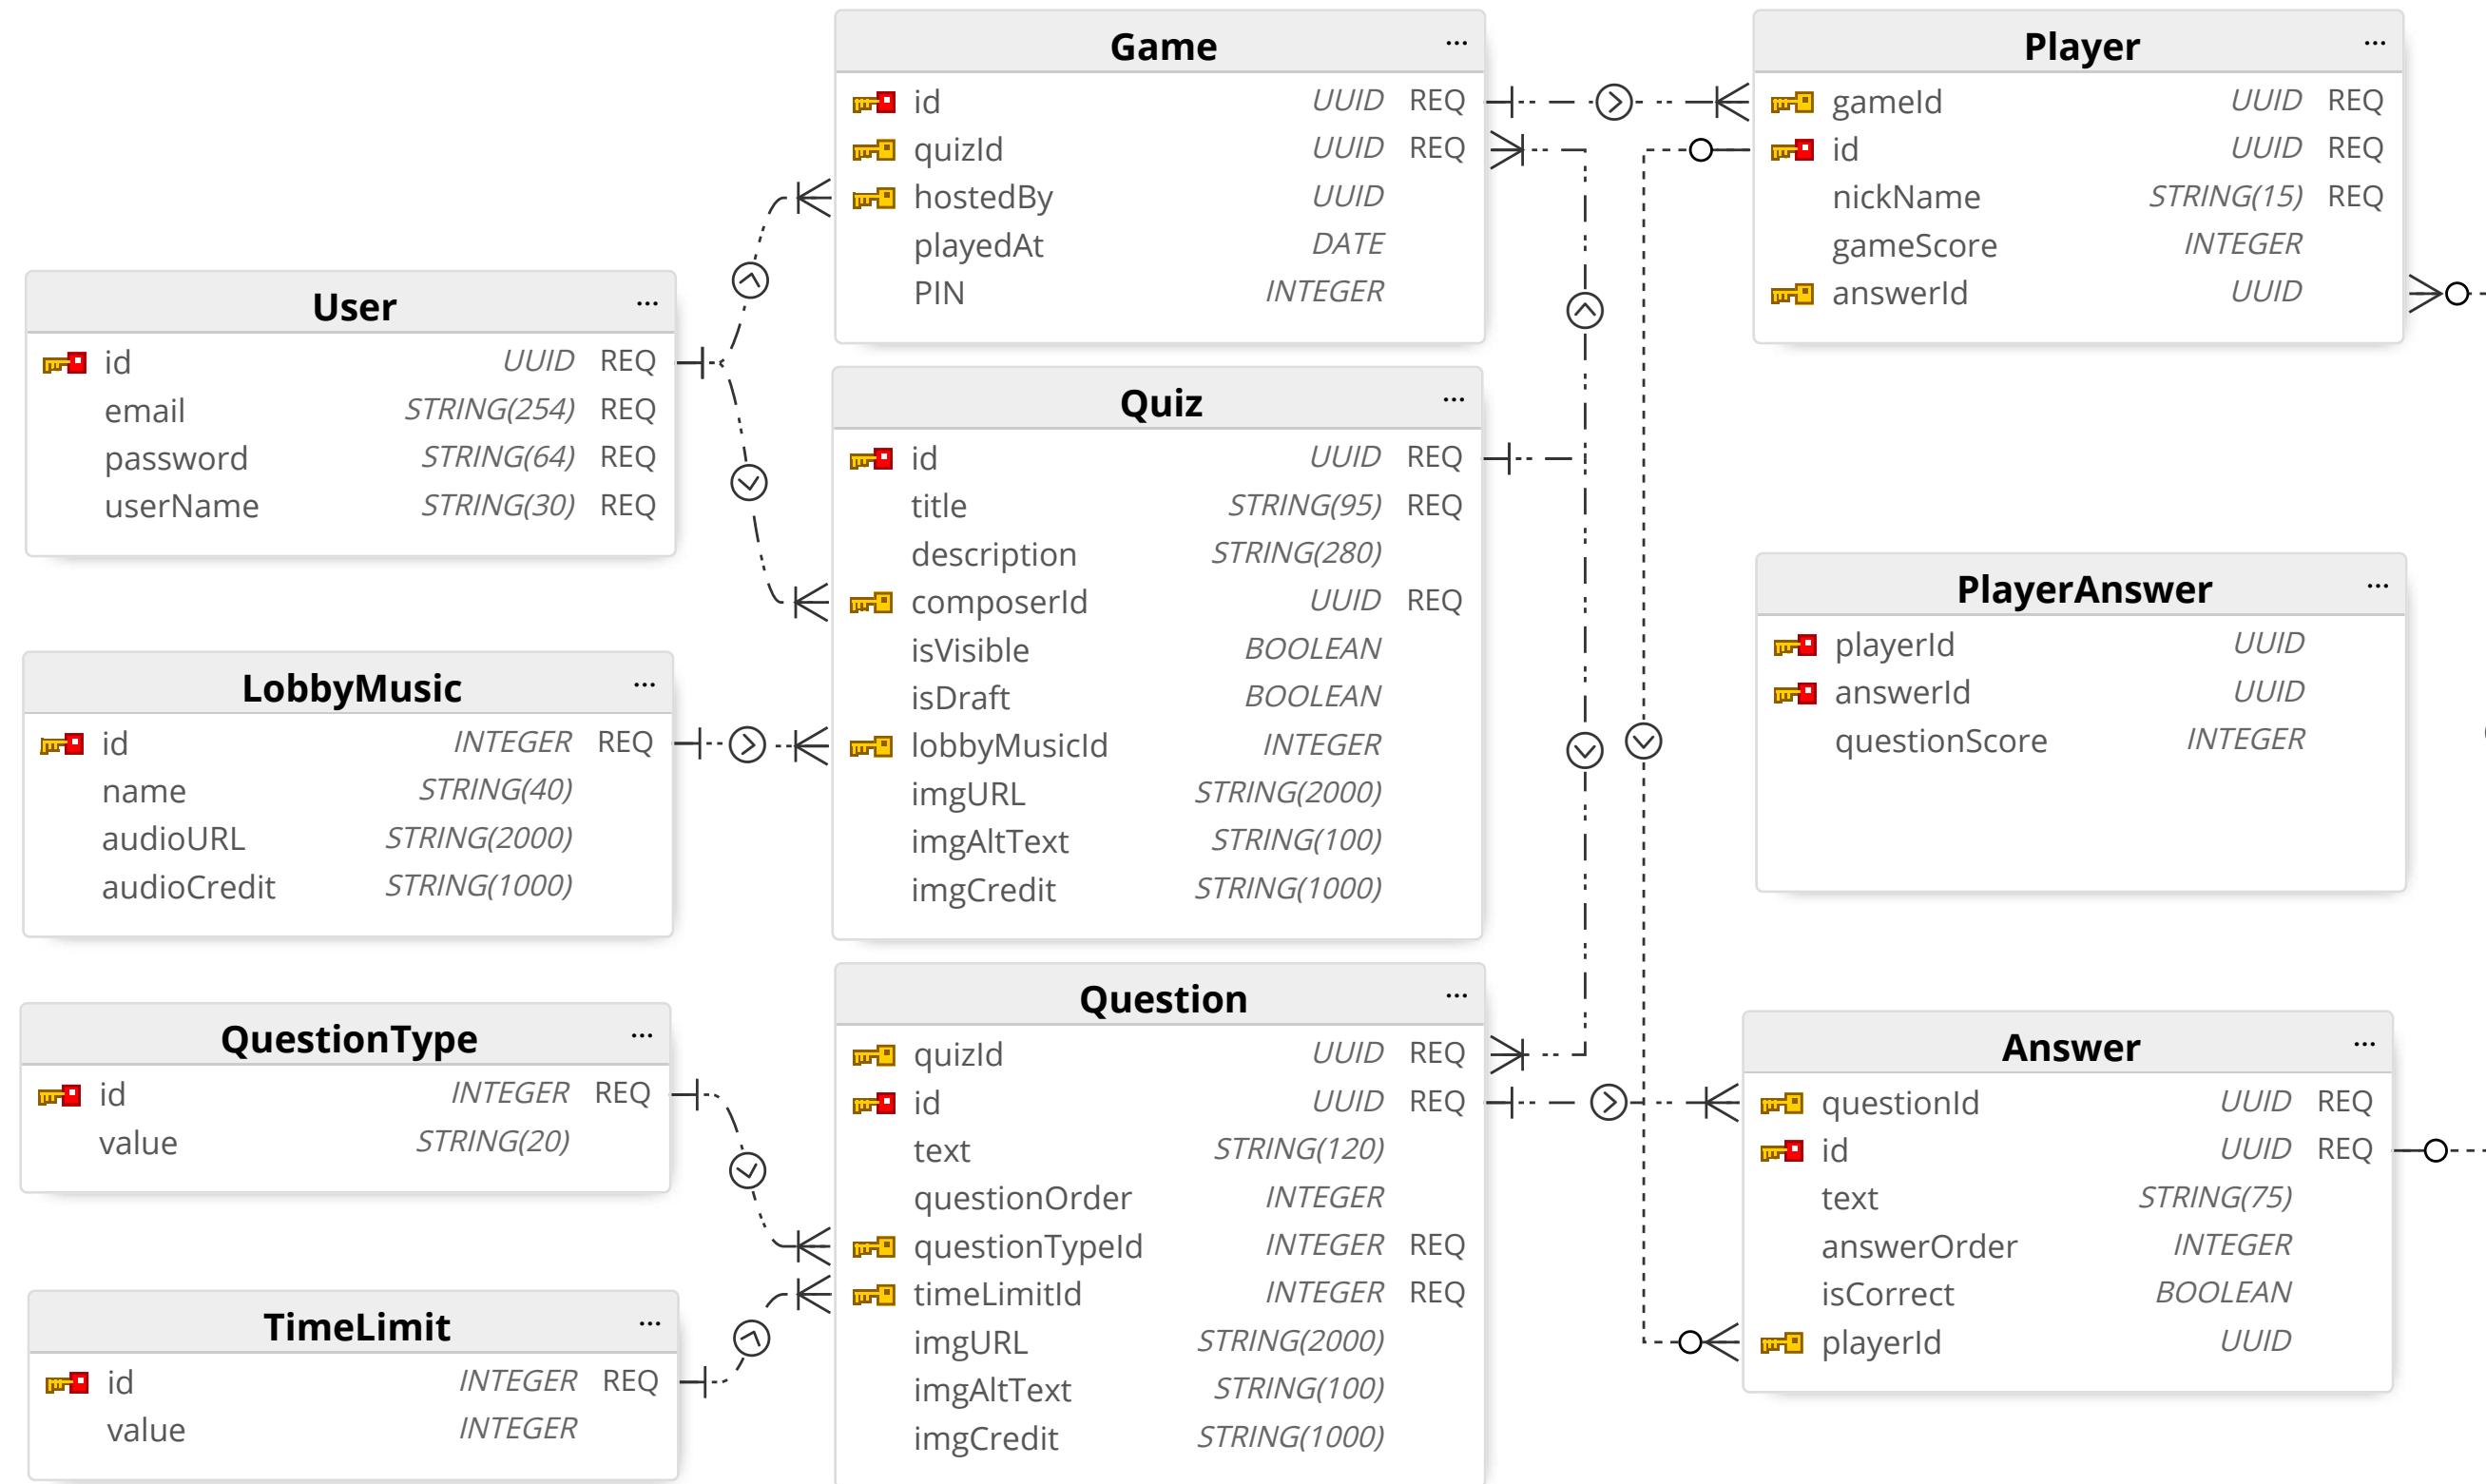 Game ...
id UUID REQ
quizId UUID REQ
hostedBy UUID
playedAt DATE
PIN INTEGER
Player ...
gameId UUID REQ
id UUID REQ
nickName STRING(15) REQ
gameScore INTEGER
answerId UUID
User ...
id UUID REQ
email STRING(254) REQ
password STRING(64) REQ
userName STRING(30) REQ
Quiz ...
id UUID REQ
title STRING(95) REQ
description STRING(280)
composerId UUID REQ
isVisible BOOLEAN
isDraft BOOLEAN
lobbyMusicId INTEGER
imgURL STRING(2000)
imgAltText STRING(100)
imgCredit STRING(1000)
PlayerAnswer ...
playerId UUID
answerId UUID
questionScore INTEGER
LobbyMusic ...
id INTEGER REQ
name STRING(40)
audioURL STRING(2000)
audioCredit STRING(1000)
QuestionType ...
id INTEGER REQ
value STRING(20)
Question ...
quizId UUID REQ
id UUID REQ
text STRING(120)
questionOrder INTEGER
questionTypeId INTEGER REQ
timeLimitId INTEGER REQ
imgURL STRING(2000)
imgAltText STRING(100)
imgCredit STRING(1000)
Answer ...
questionId UUID REQ
id UUID REQ
text STRING(75)
answerOrder INTEGER
isCorrect BOOLEAN
playerId UUID
TimeLimit ...
id INTEGER REQ
value INTEGER